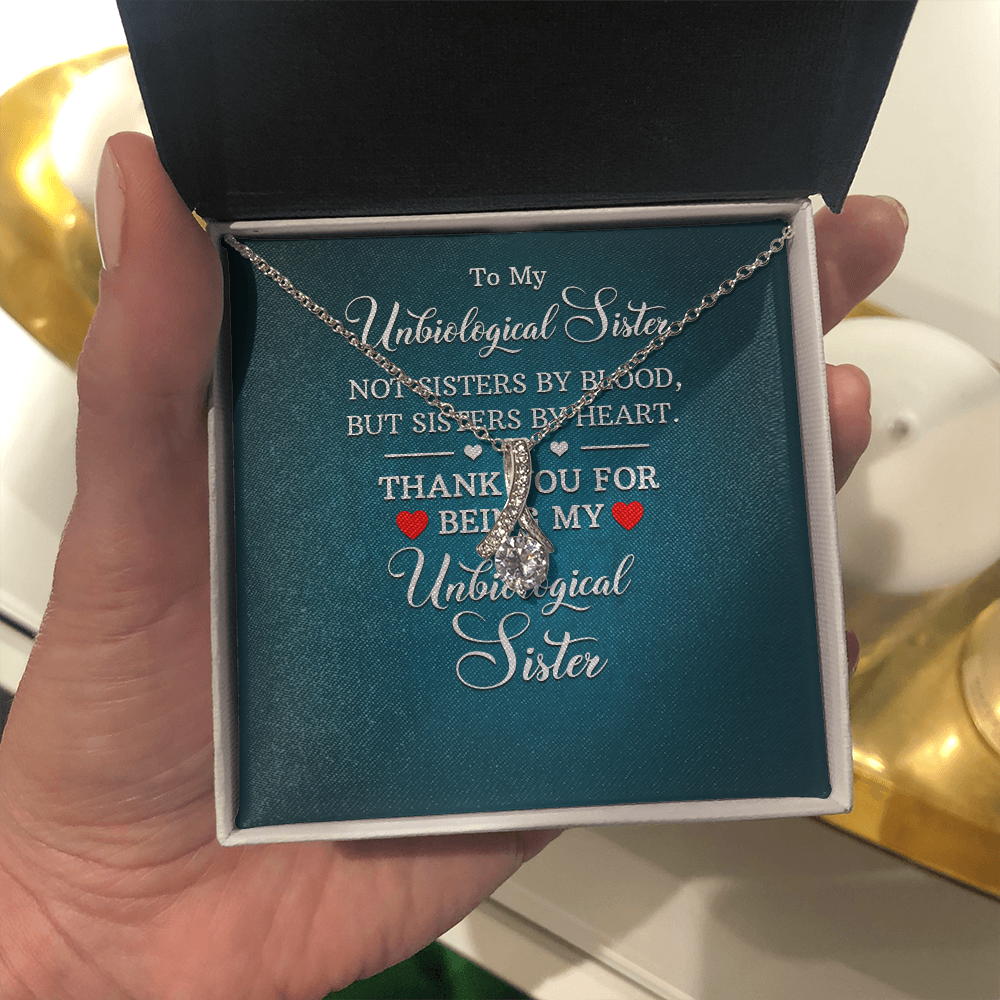 To My
Unbiological Sister
NOT SISTERS BY BLOOD,
BUT SISTERS BY HEART.
THANK YOU FOR
BEING MY
Unbiological
Sister